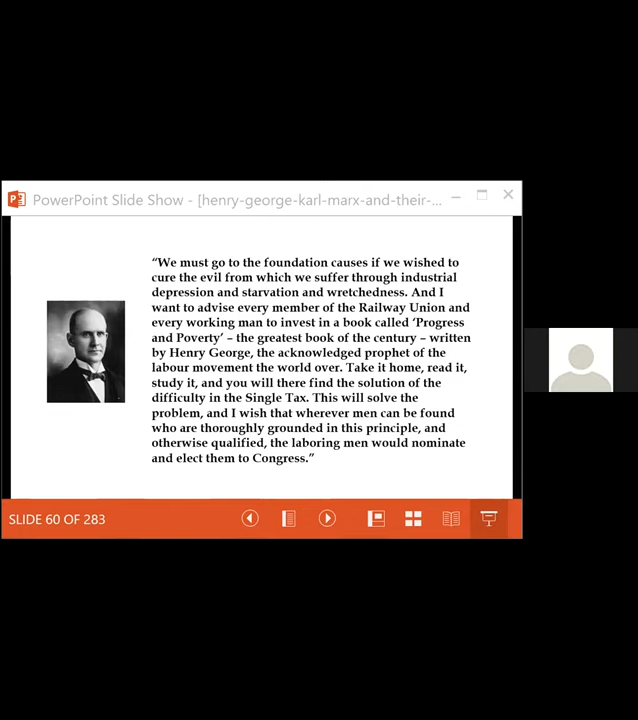 PowerPoint Slide Show - [henry-george-karl-marx-and-their-...
“We must go to the foundation causes if we wished to
cure the evil from which we suffer through industrial
depression and starvation and wretchedness. And I
want to advise every member of the Railway Union and
every working man to invest in a book called ‘Progress
and Poverty’ – the greatest book of the century – written
by Henry George, the acknowledged prophet of the
labour movement the world over. Take it home, read it,
study it, and you will there find the solution of the
difficulty in the Single Tax. This will solve the
problem, and I wish that wherever men can be found
who are thoroughly grounded in this principle, and
otherwise qualified, the laboring men would nominate
and elect them to Congress.”
SLIDE 60 OF 283